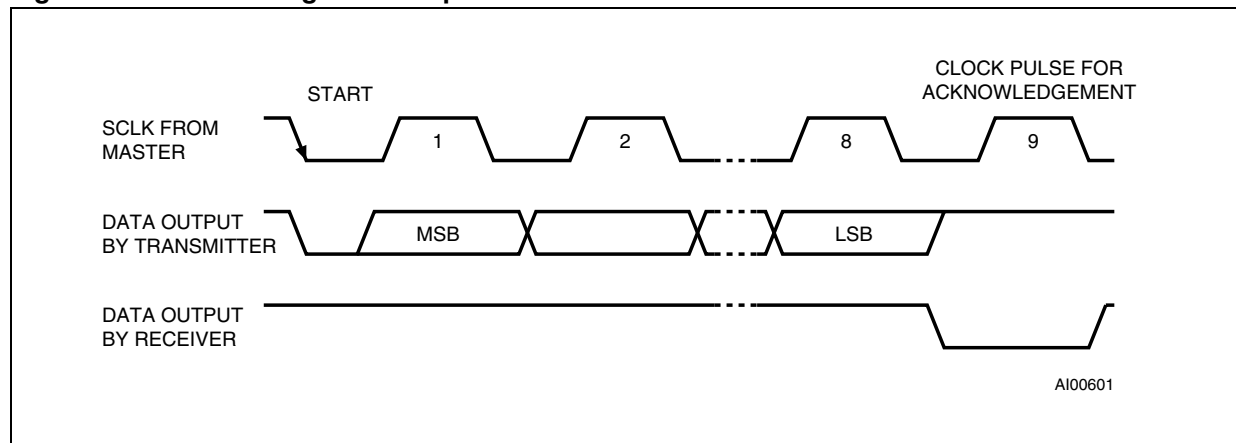 CLOCK PULSE FOR
ACKNOWLEDGEMENT
START
SCLK FROM
MASTER
1
2
8
9
DATA OUTPUT
BY TRANSMITTER
MSB
LSB
DATA OUTPUT
BY RECEIVER
AI00601